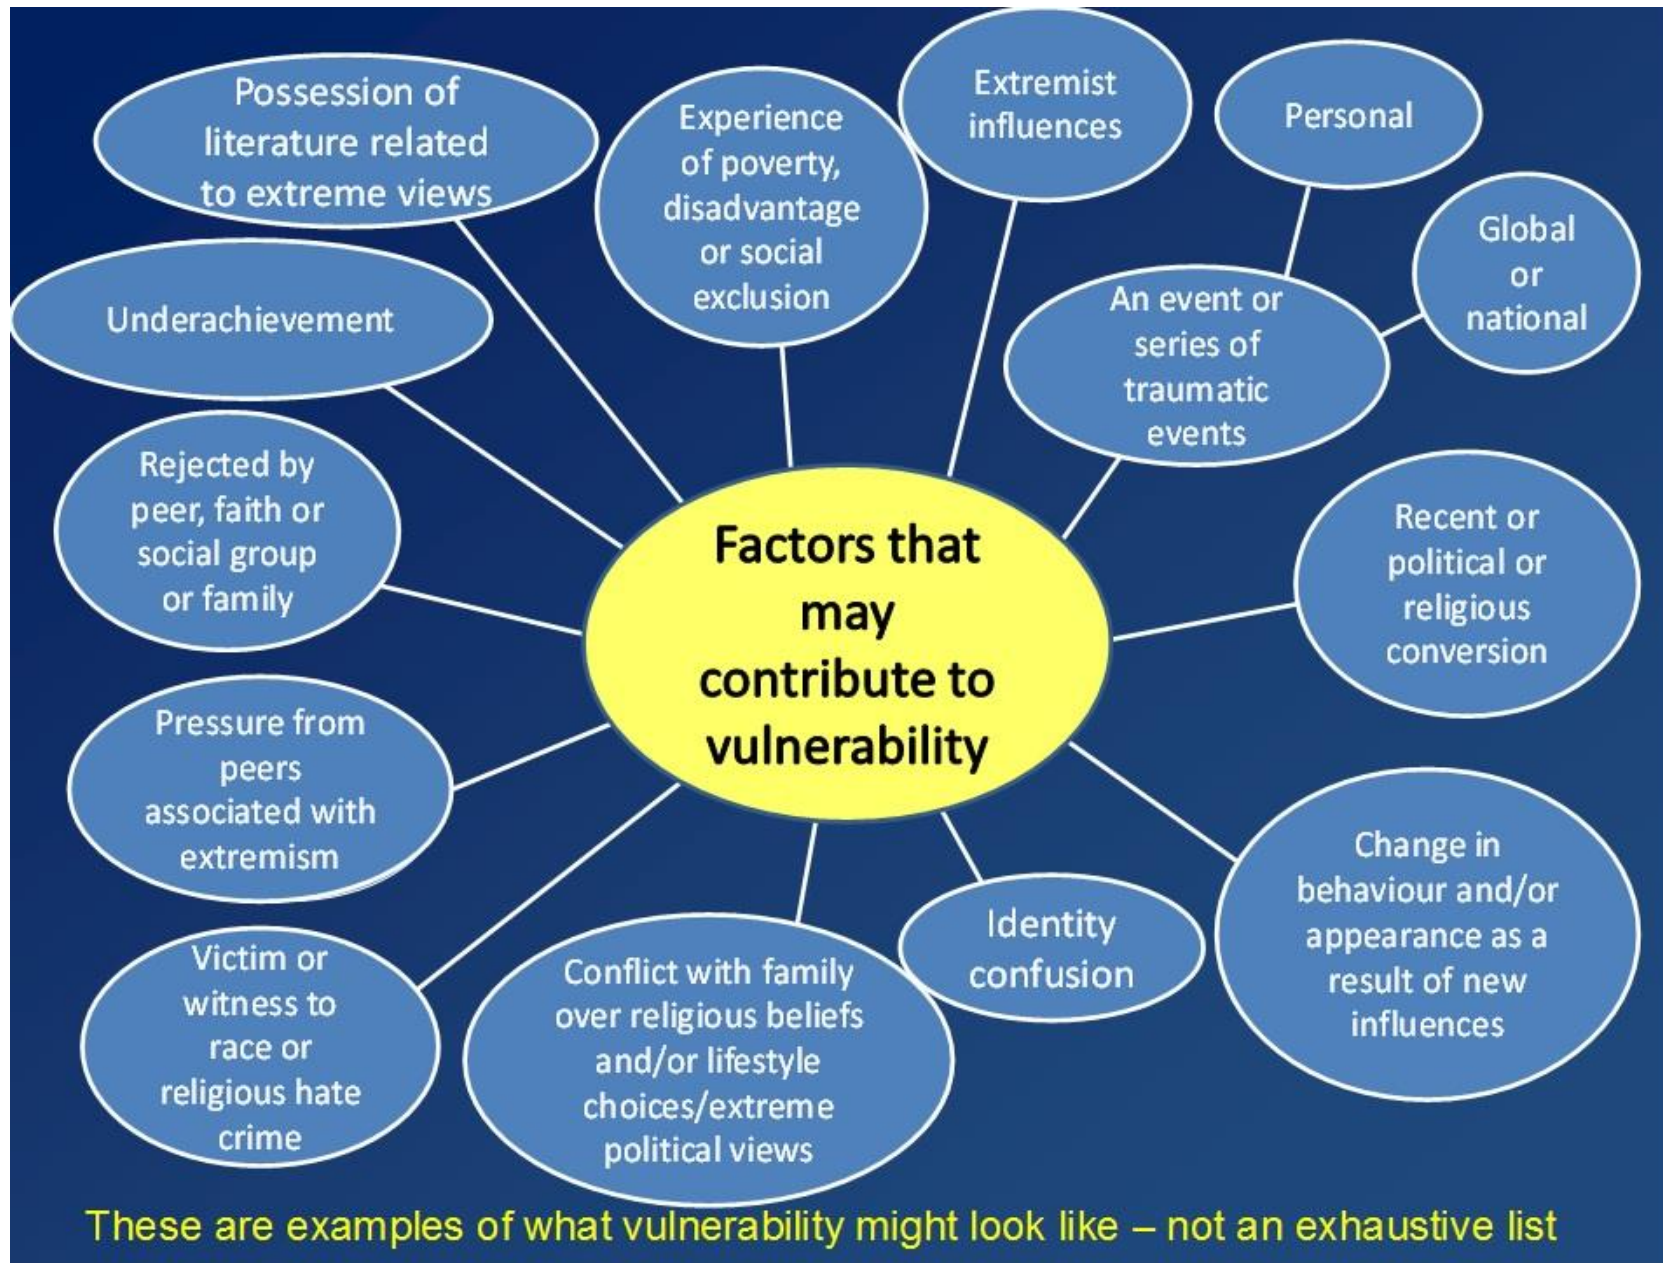 Possession of
literature related
to extreme views
Experience
of poverty,
disadvantage
or social
exclusion
Extremist
influences
Personal
Global
or
national
An event or
series of
traumatic
events
Underachievement
Rejected by
peer, faith or
social group
or family
Factors that
may
contribute to
vulnerability
Recent or
political or
religious
conversion
Pressure from
peers
associated with
extremism
Change in
behaviour and/or
appearance as a
result of new
influences
Victim or
witness to
race or
religious hate
crime
Conflict with family
over religious beliefs
and/or lifestyle
choices/extreme
political views
Identity
confusion
These are examples of what vulnerability might look like – not an exhaustive list